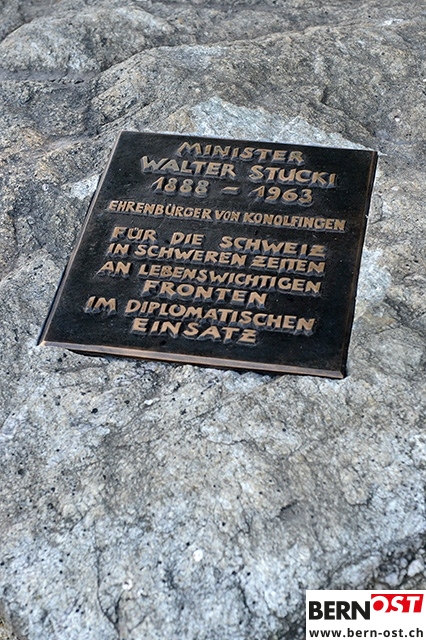 MINISTER
WALTER STUCKI
1888 - 1963
EHRENBÜRGER VON KONOLFINGEN
FÜR DIE SCHWEIZ
IN SCHWEREN ZEITEN
AN LEBENSWICHTIGEN
FRONTEN
IM DIPLOMATISCHEN
EINSATZ
BERNOST
www.bern-ost.ch